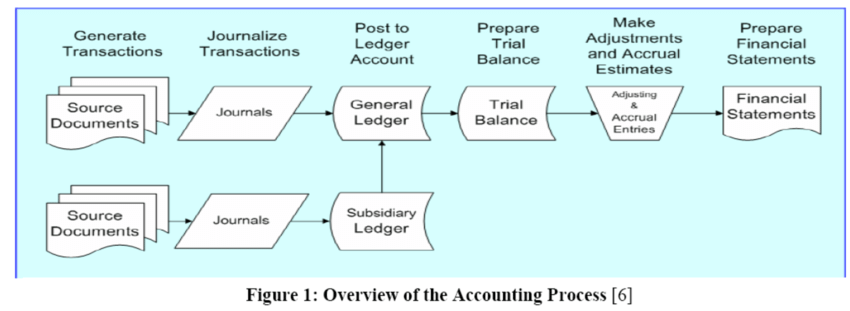 Generate
Transactions
Journalize
Transactions
Post to
Ledger
Account
Prepare
Trial
Balance
Make
Adjustments
and Accrual
Estimates
Prepare
Financial
Statements
Source
Documents
Journals
General
Ledger
Trial
Balance
Adjusting
&
Accrual
Entries
Financial
Statements
Source
Documents
Journals
Subsidiary
Ledger
Figure 1: Overview of the Accounting Process [6]